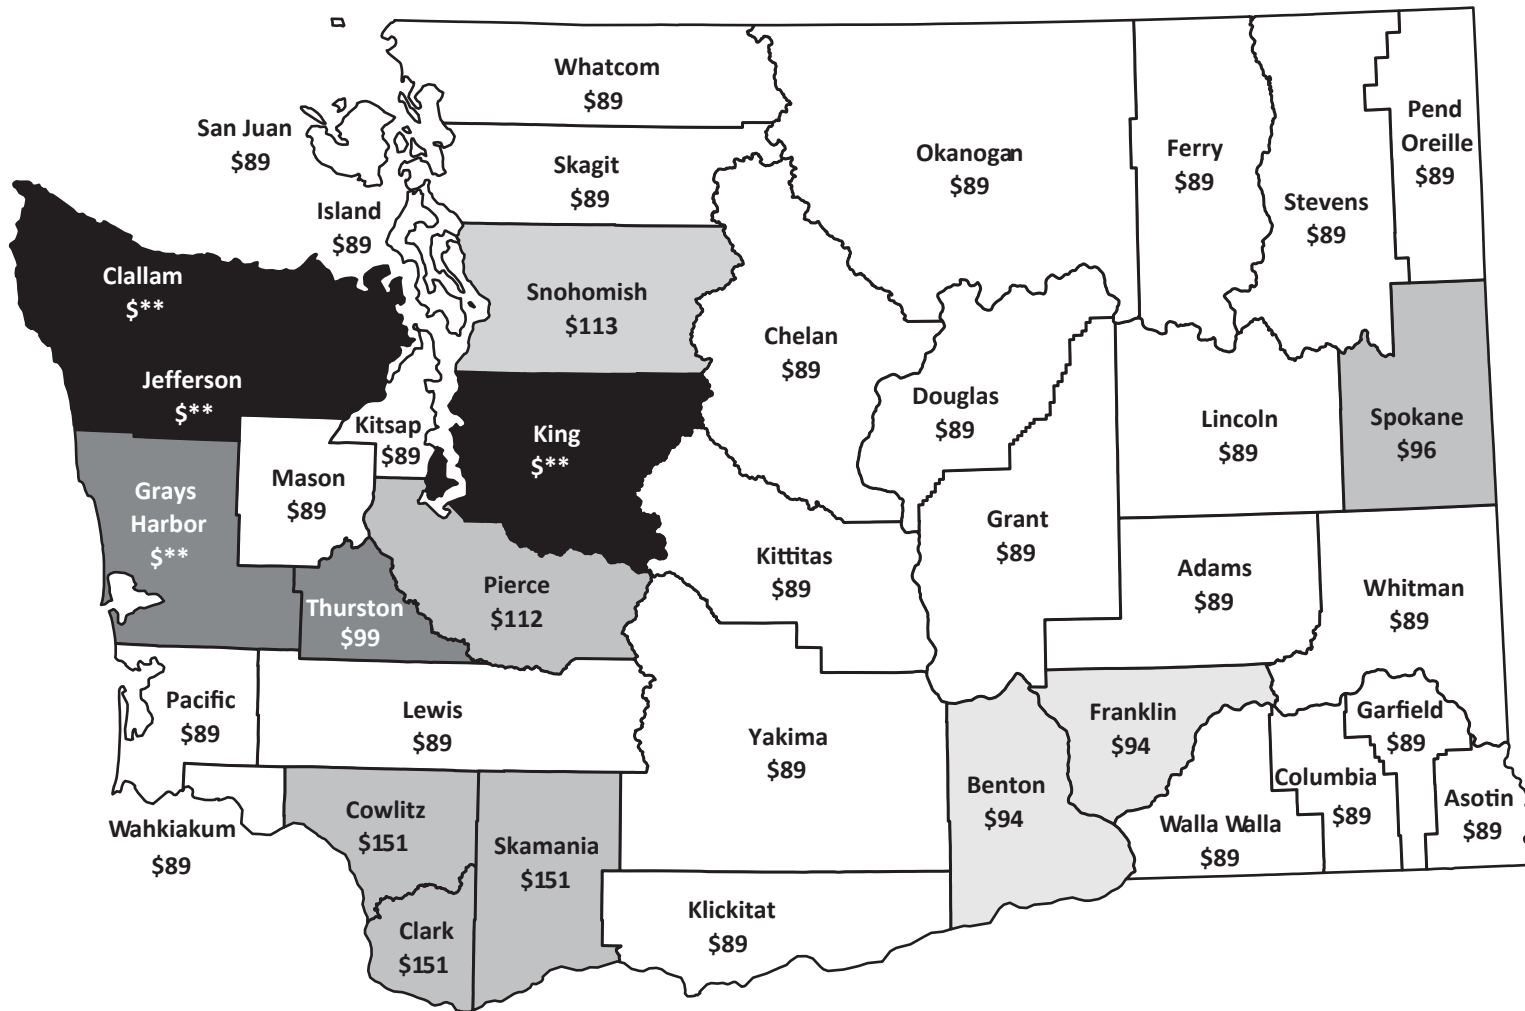 Whatcom
$89
San Juan
$89
Skagit
$89
Island
$89
Okanogan
$89
Ferry
$89
Stevens
$89
Pend
Oreille
$89
Clallam
$**
Jefferson
$**
Snohomish
$113
Chelan
$89
Douglas
$89
Lincoln
$89
Spokane
$96
Kitsap
$89
King
$**
Mason
$89
Grays
Harbor
$**
Grant
$89
Kittitas
$89
Adams
$89
Whitman
$89
Thurston
$99
Pierce
$112
Pacific
$89
Lewis
$89
Yakima
$89
Franklin
$94
Garfield
$89
Benton
$94
Columbia
$89
Asotin
$89
Walla Walla
$89
Wahkiakum
$89
Cowlitz
$151
Skamania
$151
Clark
$151
Klickitat
$89